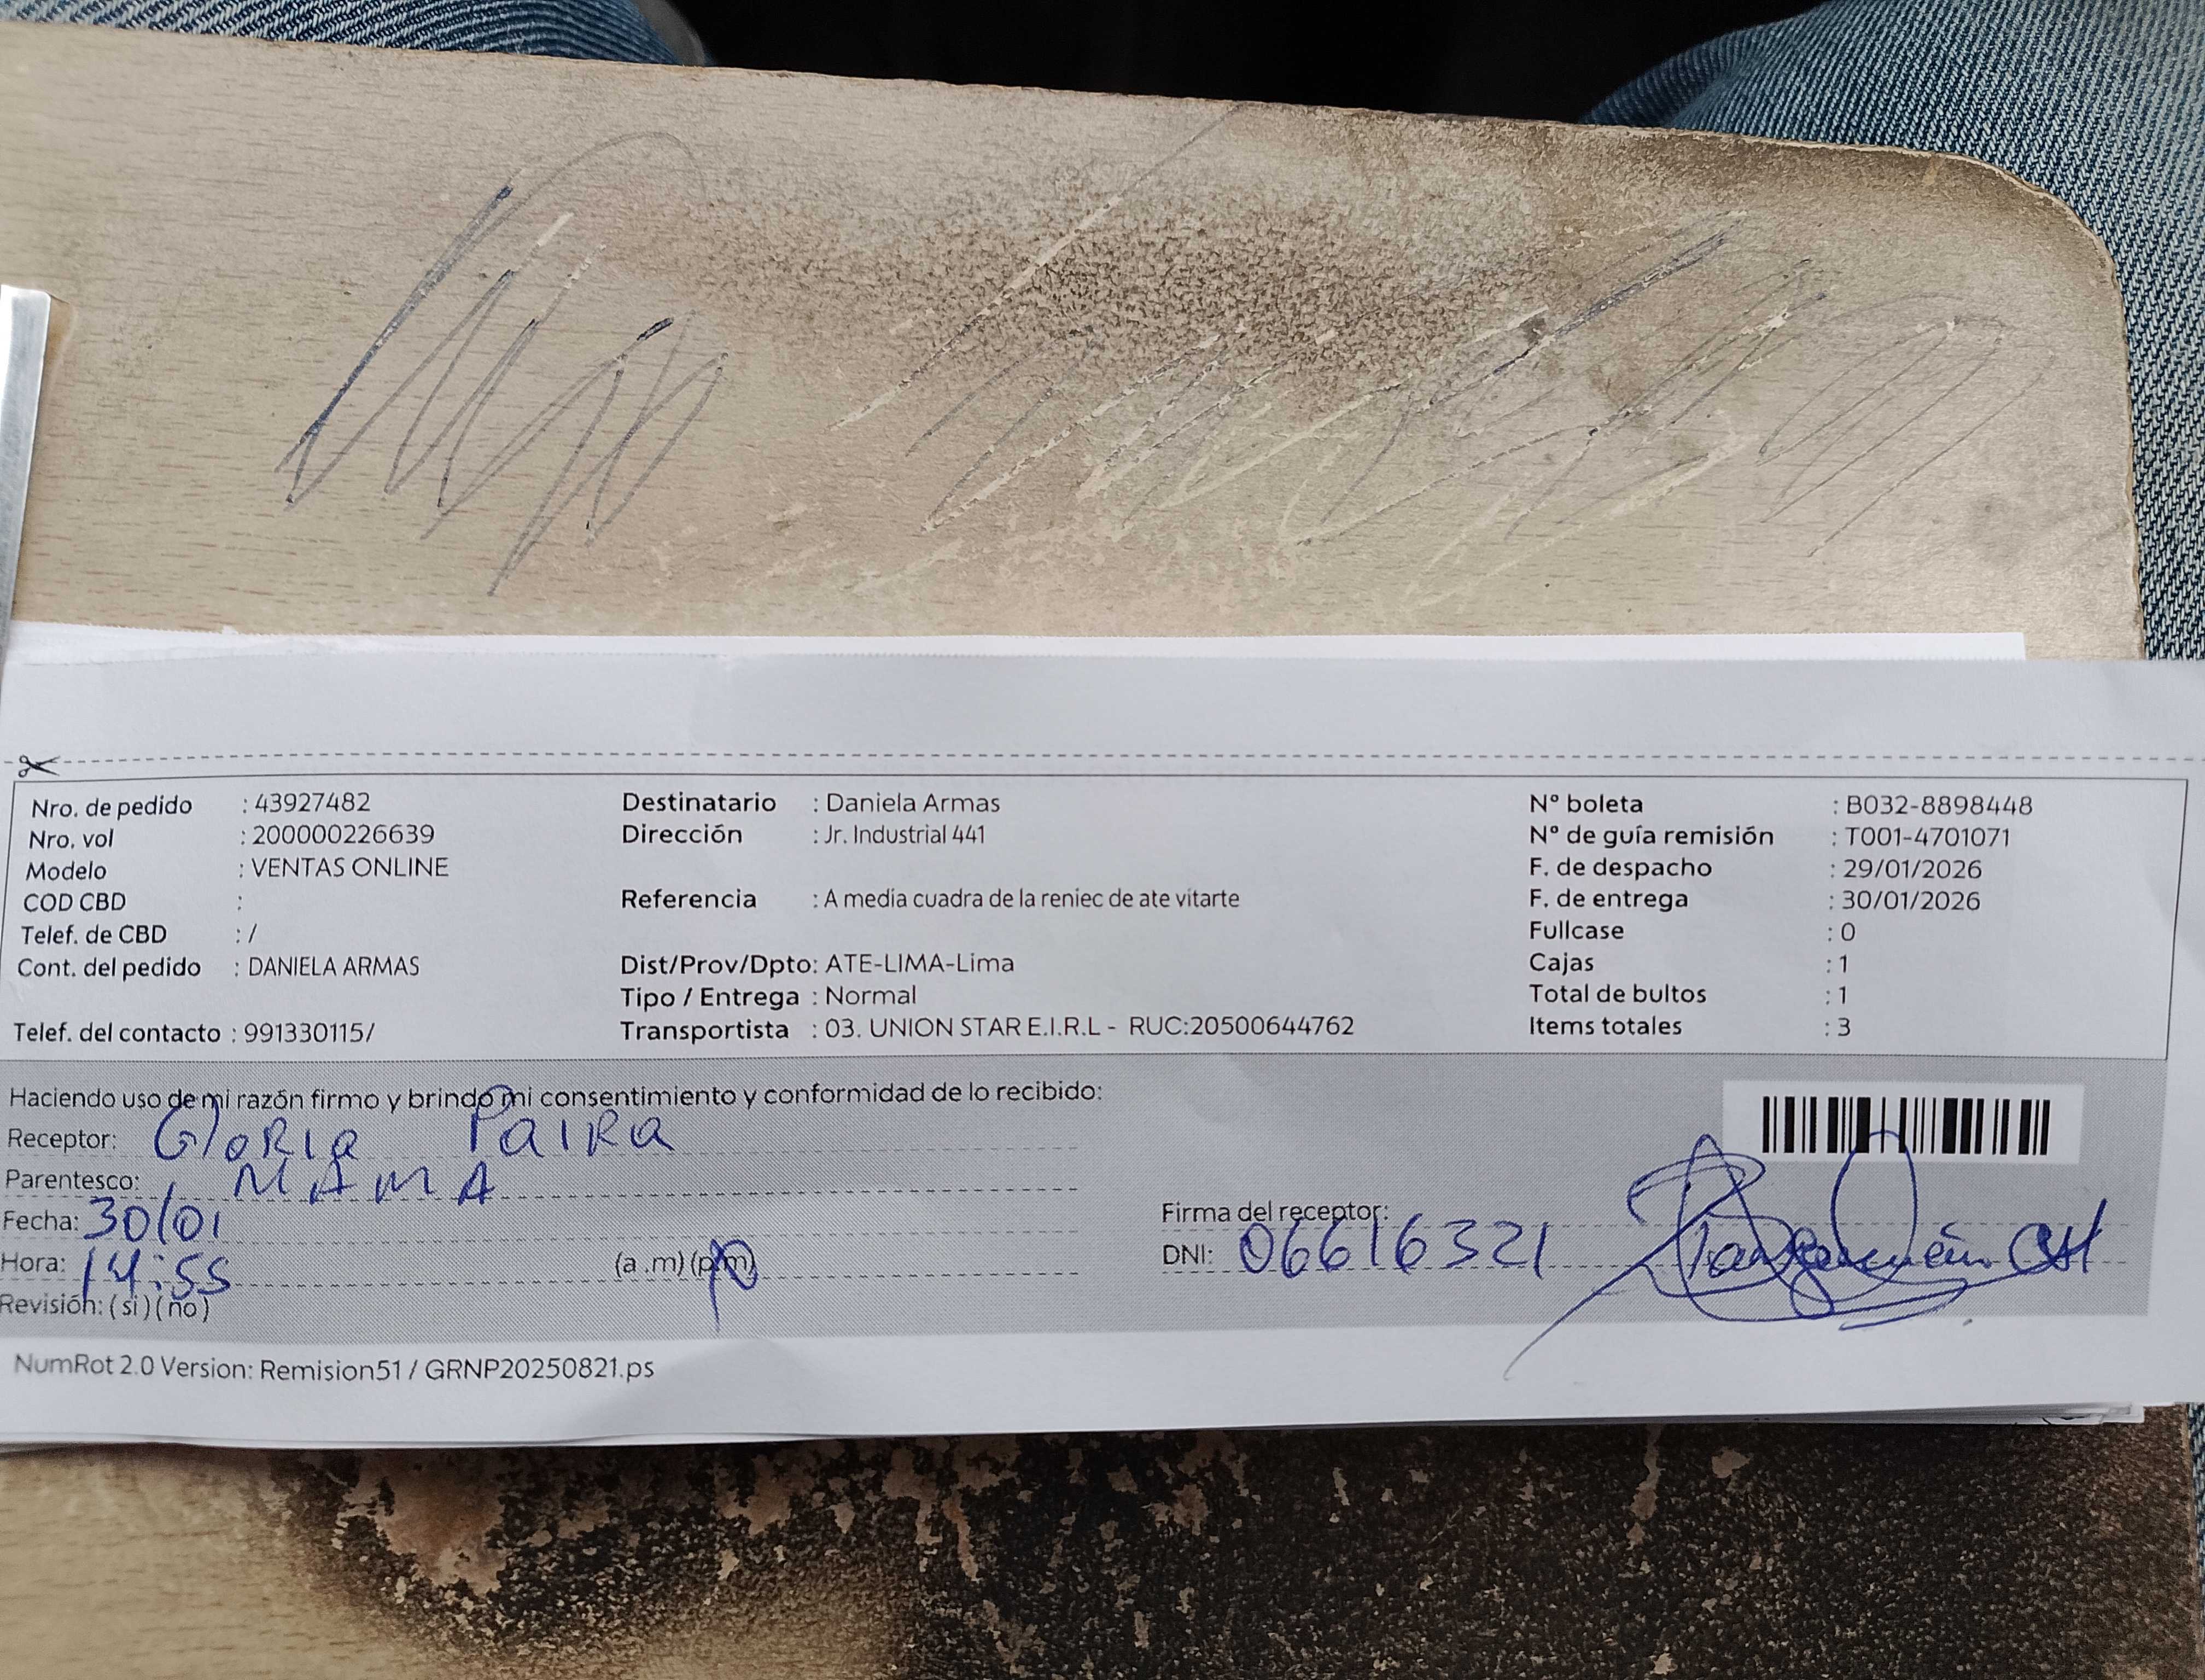 Nro. de pedido : 43927482
Nro. vol : 200000226639
Modelo : VENTAS ONLINE
COD CBD :
Telef. de CBD : /
Cont. del pedido : DANIELA ARMAS
Telef. del contacto : 991330115/
Destinatario : Daniela Armas
Dirección : Jr. Industrial 441
Referencia : A media cuadra de la reniec de ate vitarte
Dist/Prov/Dpto: ATE-LIMA-Lima
Tipo / Entrega : Normal
Transportista : 03. UNION STAR E.I.R.L - RUC:20500644762
Nº boleta : B032-8898448
Nº de guía remisión : T001-4701071
F. de despacho : 29/01/2026
F. de entrega : 30/01/2026
Fullcase : 0
Cajas : 1
Total de bultos : 1
Items totales : 3
Haciendo uso de mi razón firmo y brindo mi consentimiento y conformidad de lo recibido:
Receptor: GloRIa PaIRa
Parentesco: MAMA
Fecha: 30/01
Hora: 14:55 (a.m) (p.m)
Revisión: (si) (no)
Firma del receptor:
DNI: 06616321
NumRot 2.0 Version: Remision51 / GRNP20250821.ps